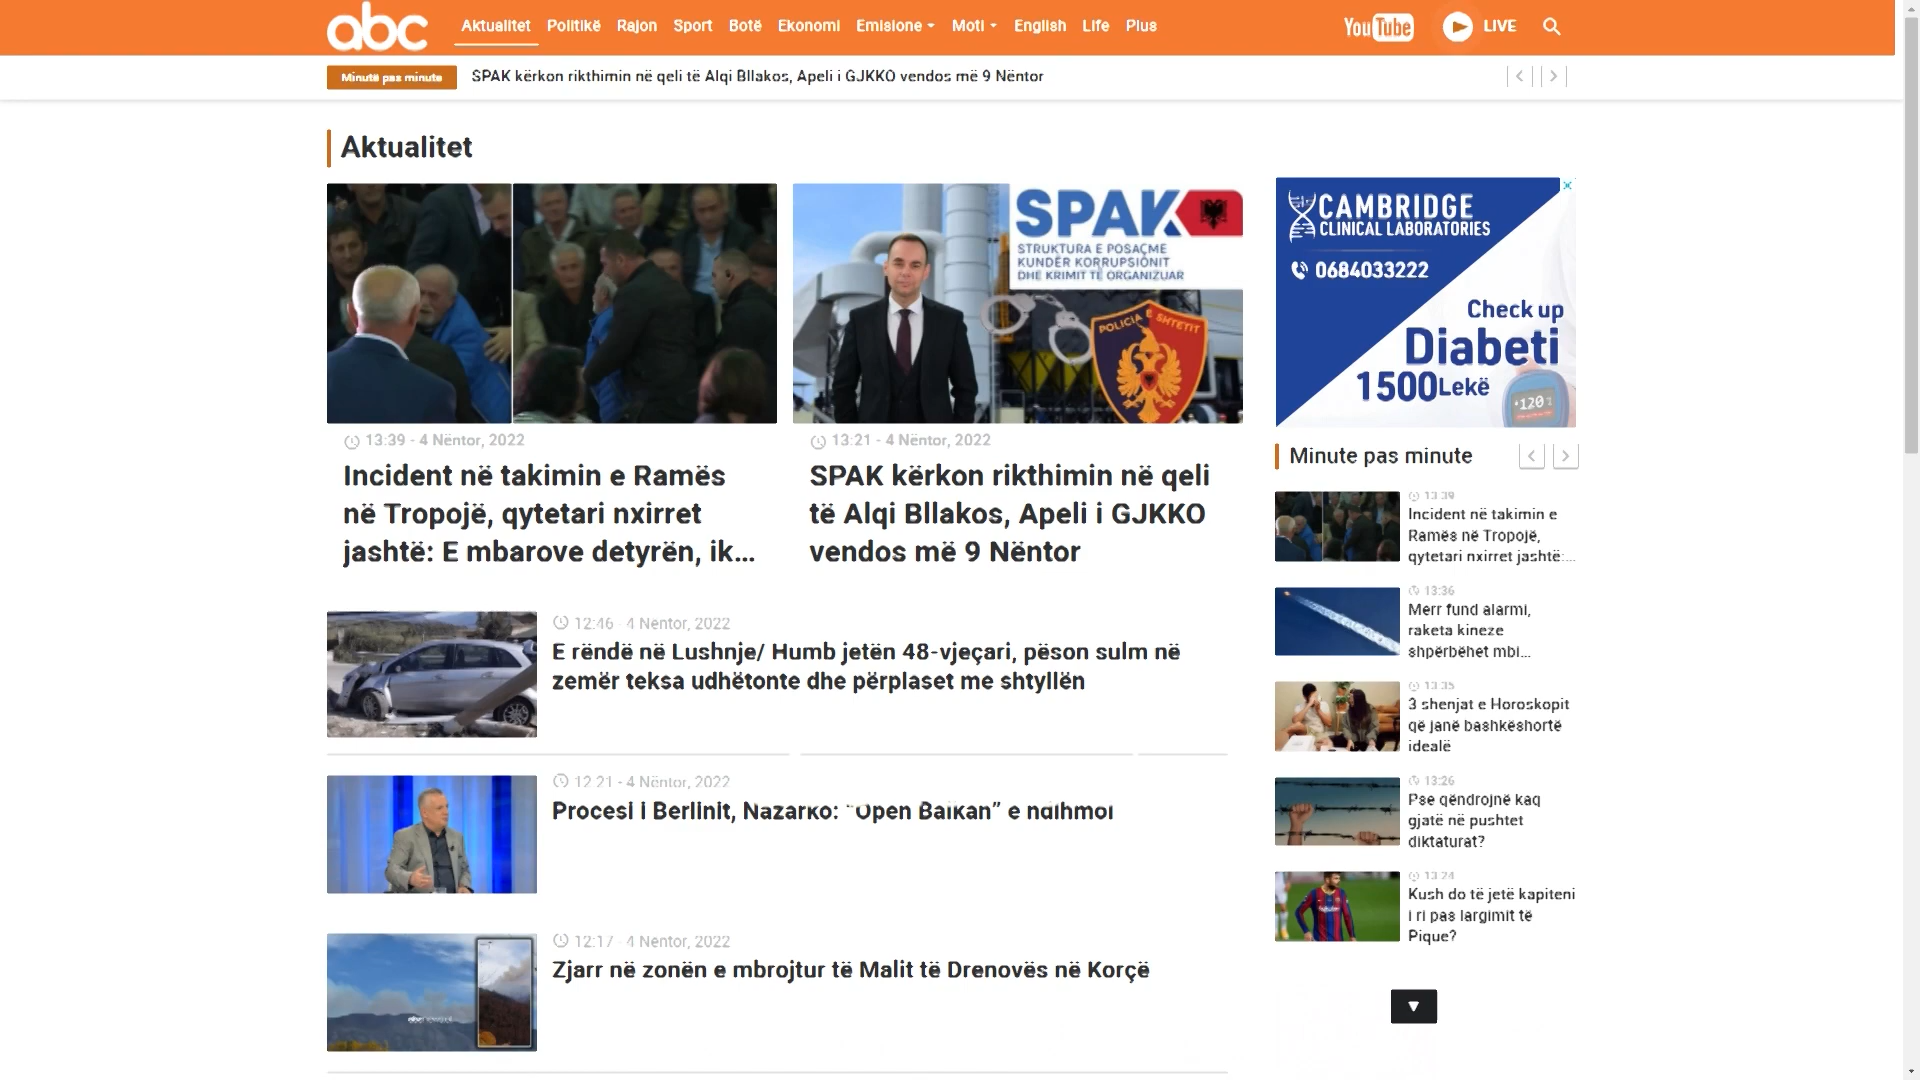 abc
Aktualitet Politikë Rajon Sport Botë Ekonomi Emisione Moti English Life Plus
YouTube
LIVE
Minutë pas minute
SPAK kërkon rikthimin në qeli të Alqi Bllakos, Apeli i GJKKO vendos më 9 Nëntor
Aktualitet
SPAK
STRUKTURA E POSAÇME
KUNDËR KORRUPSIONIT
DHE KRIMIT TË ORGANIZUAR
POLICIA E SHTETIT
13:39 - 4 Nëntor, 2022
Incident në takimin e Ramës
në Tropojë, qytetari nxirret
jashtë: E mbarove detyrën, ik...
13:21 - 4 Nëntor, 2022
SPAK kërkon rikthimin në qeli
të Alqi Bllakos, Apeli i GJKKO
vendos më 9 Nëntor
12:46 - 4 Nëntor, 2022
E rëndë në Lushnje/ Humb jetën 48-vjeçari, pëson sulm në
zemër teksa udhëtonte dhe përplaset me shtyllën
12:21 - 4 Nëntor, 2022
Procesi i Berlinit, Nazarko: “Open Balkan” e ndihmoi
12:17 - 4 Nëntor, 2022
Zjarr në zonën e mbrojtur të Malit të Drenovës në Korçë
CAMBRIDGE
CLINICAL LABORATORIES
0684033222
Check up
Diabeti
1500Lekë
120
Minute pas minute
13:39
Incident në takimin e
Ramës në Tropojë,
qytetari nxirret jashtë:...
13:36
Merr fund alarmi,
raketa kineze
shpërbëhet mbi...
13:35
3 shenjat e Horoskopit
që janë bashkëshortë
idealë
13:26
Pse qëndrojnë kaq
gjatë në pushtet
diktaturat?
13:24
Kush do të jetë kapiteni
i ri pas largimit të
Pique?